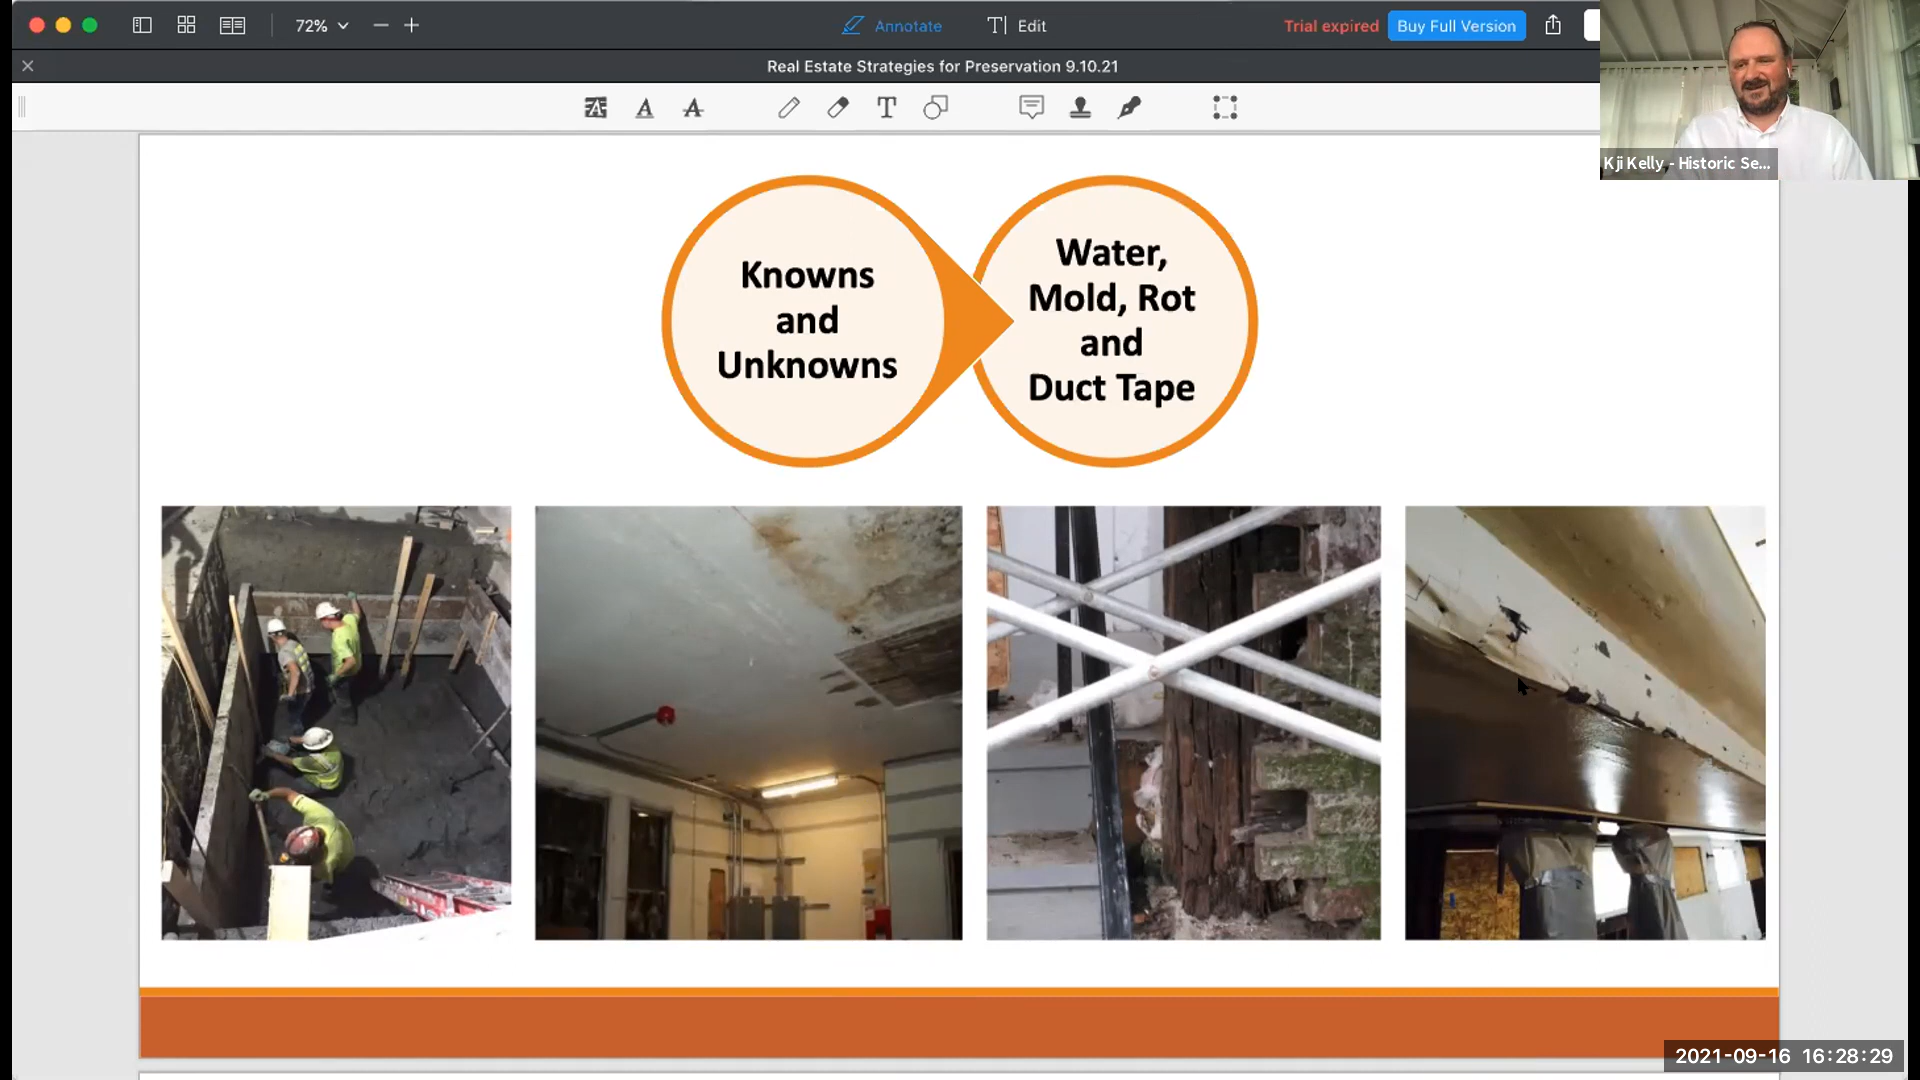 72%
Annotate
Edit
Trial expired
Buy Full Version
Real Estate Strategies for Preservation 9.10.21
Kji Kelly - Historic Se...
Knowns
and
Unknowns
Water,
Mold, Rot
and
Duct Tape
2021-09-16 16:28:29